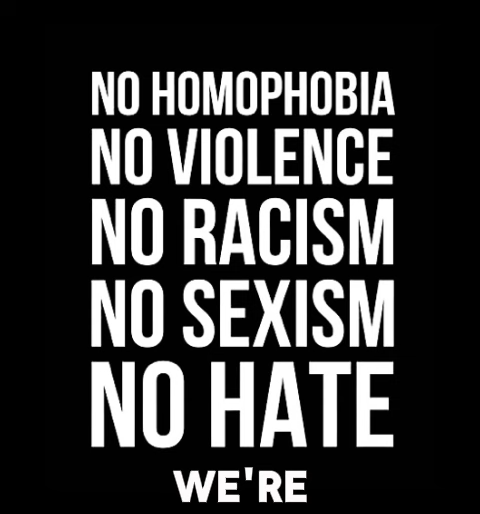 NO HOMOPHOBIA
NO VIOLENCE
NO RACISM
NO SEXISM
NO HATE
WE'RE